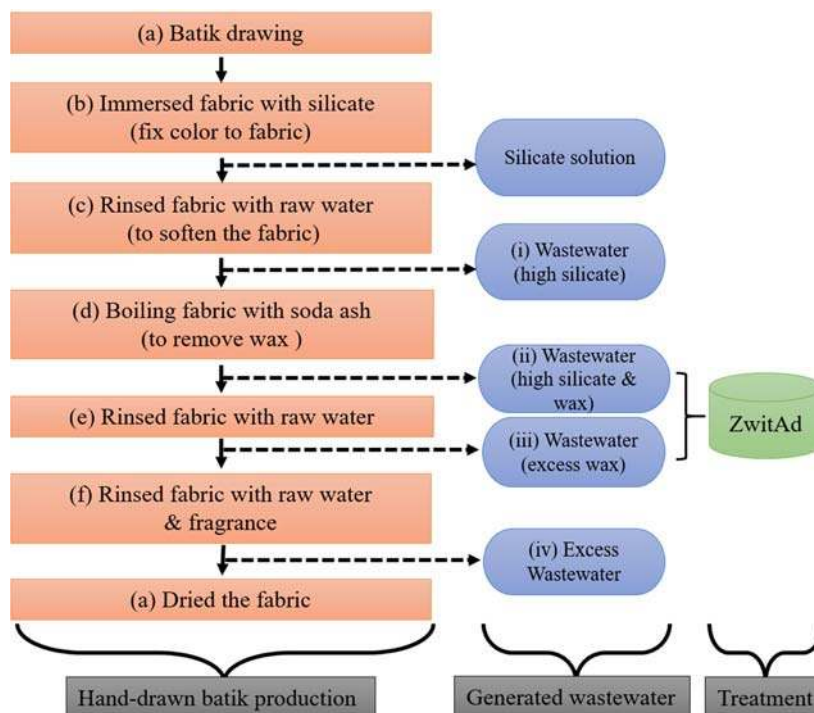 (a) Batik drawing
(b) Immersed fabric with silicate
(fix color to fabric)
Silicate solution
(c) Rinsed fabric with raw water
(to soften the fabric)
(i) Wastewater
(high silicate)
(d) Boiling fabric with soda ash
(to remove wax )
(ii) Wastewater
(high silicate &
wax)
(e) Rinsed fabric with raw water
ZwitAd
(iii) Wastewater
(excess wax)
(f) Rinsed fabric with raw water
& fragrance
(iv) Excess
Wastewater
(a) Dried the fabric
Hand-drawn batik production
Generated wastewater
Treatment